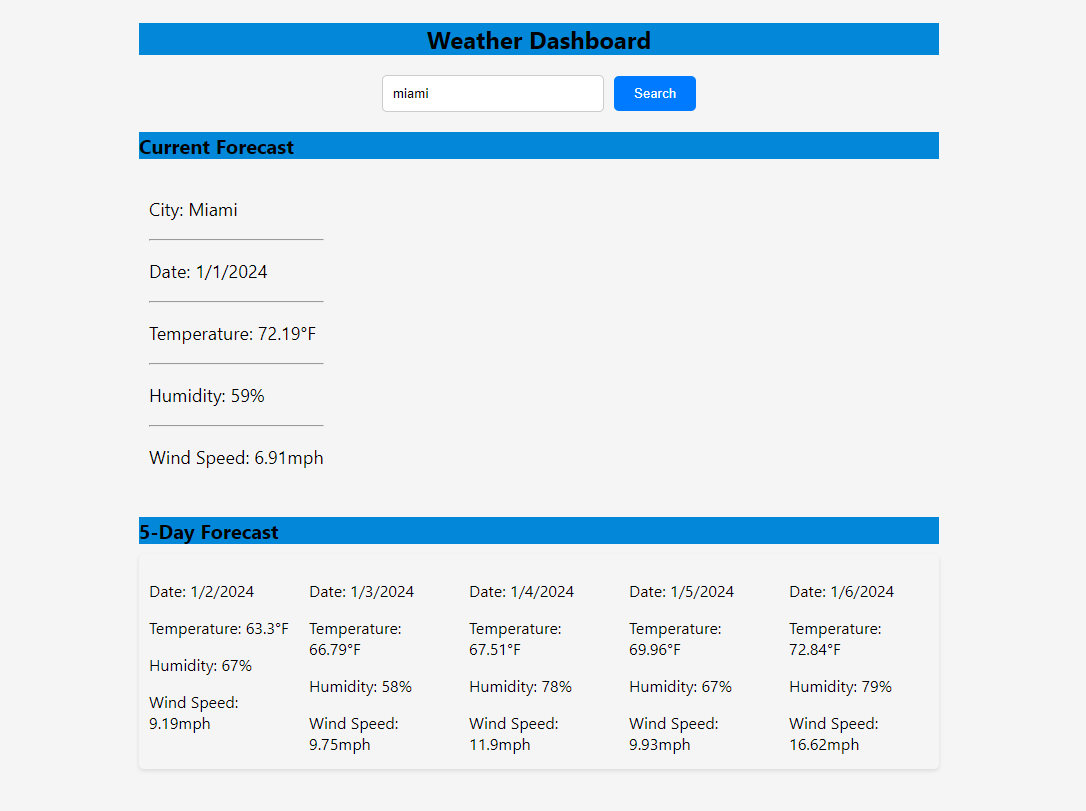 Weather Dashboard
miami
Search
Current Forecast
City: Miami
Date: 1/1/2024
Temperature: 72.19°F
Humidity: 59%
Wind Speed: 6.91mph
5-Day Forecast
Date: 1/2/2024
Temperature: 63.3°F
Humidity: 67%
Wind Speed:
9.19mph
Date: 1/3/2024
Temperature:
66.79°F
Humidity: 58%
Wind Speed:
9.75mph
Date: 1/4/2024
Temperature:
67.51°F
Humidity: 78%
Wind Speed:
11.9mph
Date: 1/5/2024
Temperature:
69.96°F
Humidity: 67%
Wind Speed:
9.93mph
Date: 1/6/2024
Temperature:
72.84°F
Humidity: 79%
Wind Speed:
16.62mph